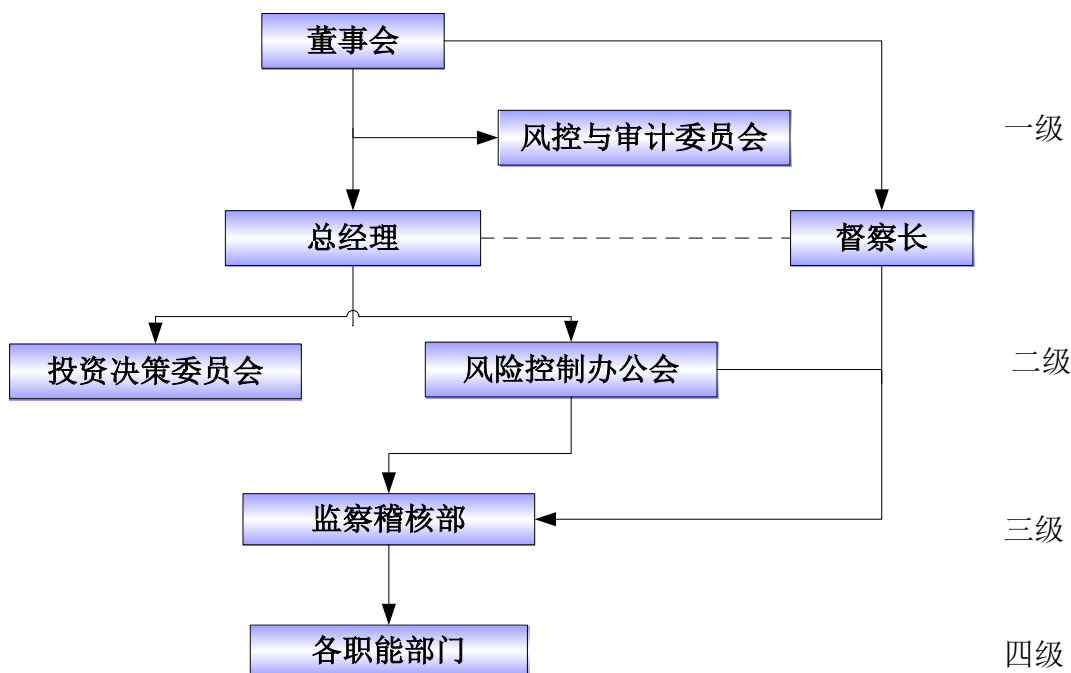 董事会
风控与审计委员会
一级
总经理
督察长
投资决策委员会
风险控制办公会
二级
监察稽核部
三级
各职能部门
四级